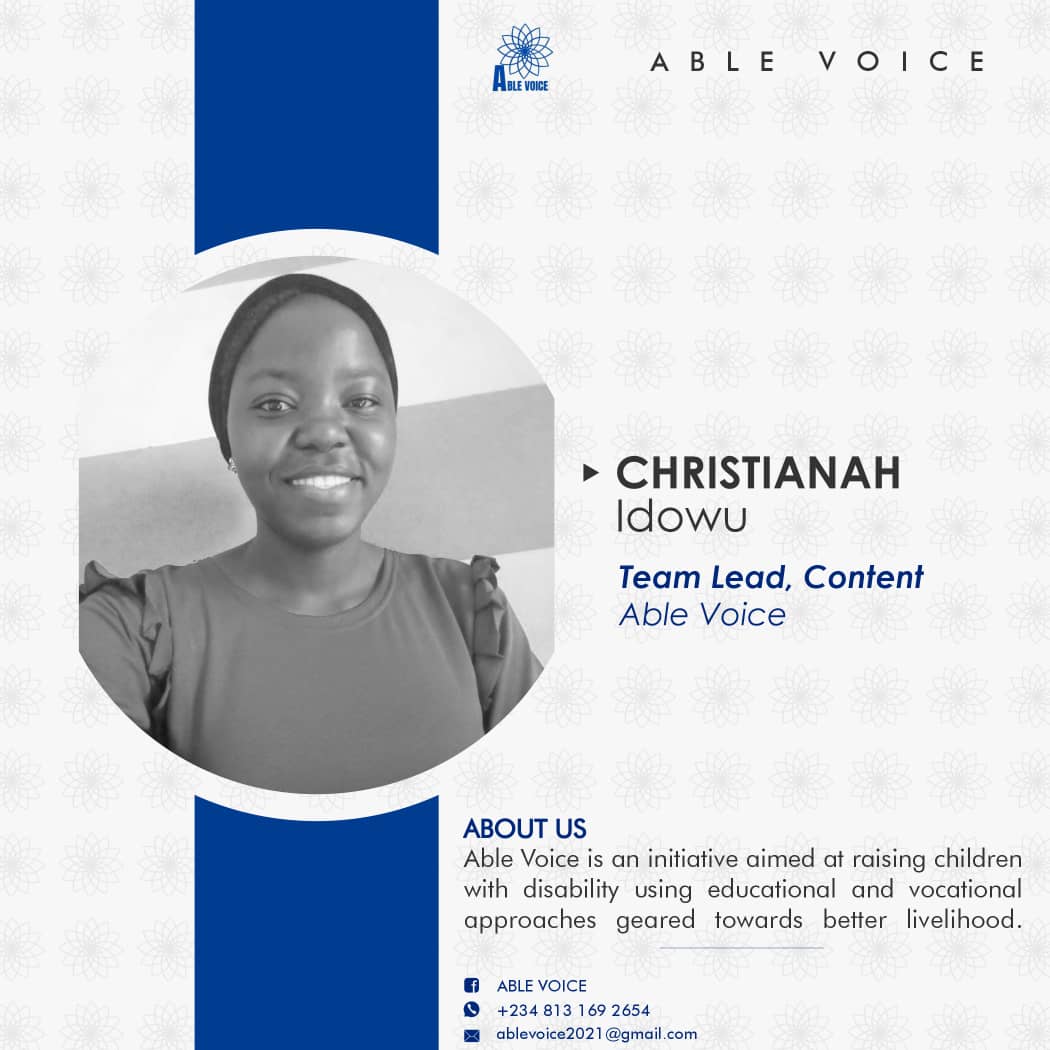 ABLE VOICE
ABLE VOICE
CHRISTIANAH
Idowu
Team Lead, Content
Able Voice
ABOUT US
Able Voice is an initiative aimed at raising children
with disability using educational and vocational
approaches geared towards better livelihood.
ABLE VOICE
+234 813 169 2654
ablevoice2021@gmail.com